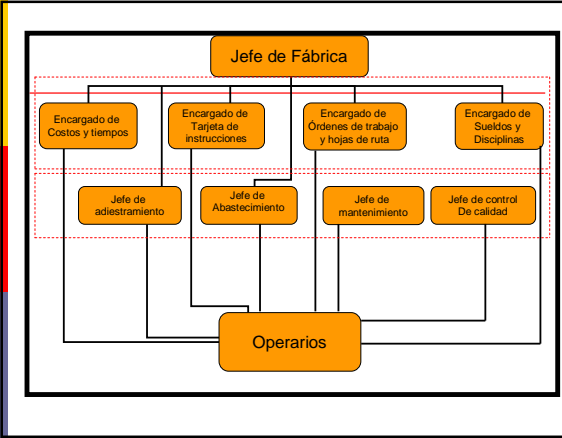 Jefe de Fábrica
Encargado de
Costos y tiempos
Encargado de
Tarjeta de
instrucciones
Encargado de
Órdenes de trabajo
y hojas de ruta
Encargado de
Sueldos y
Disciplinas
Jefe de
adiestramiento
Jefe de
Abastecimiento
Jefe de
mantenimiento
Jefe de control
De calidad
Operarios